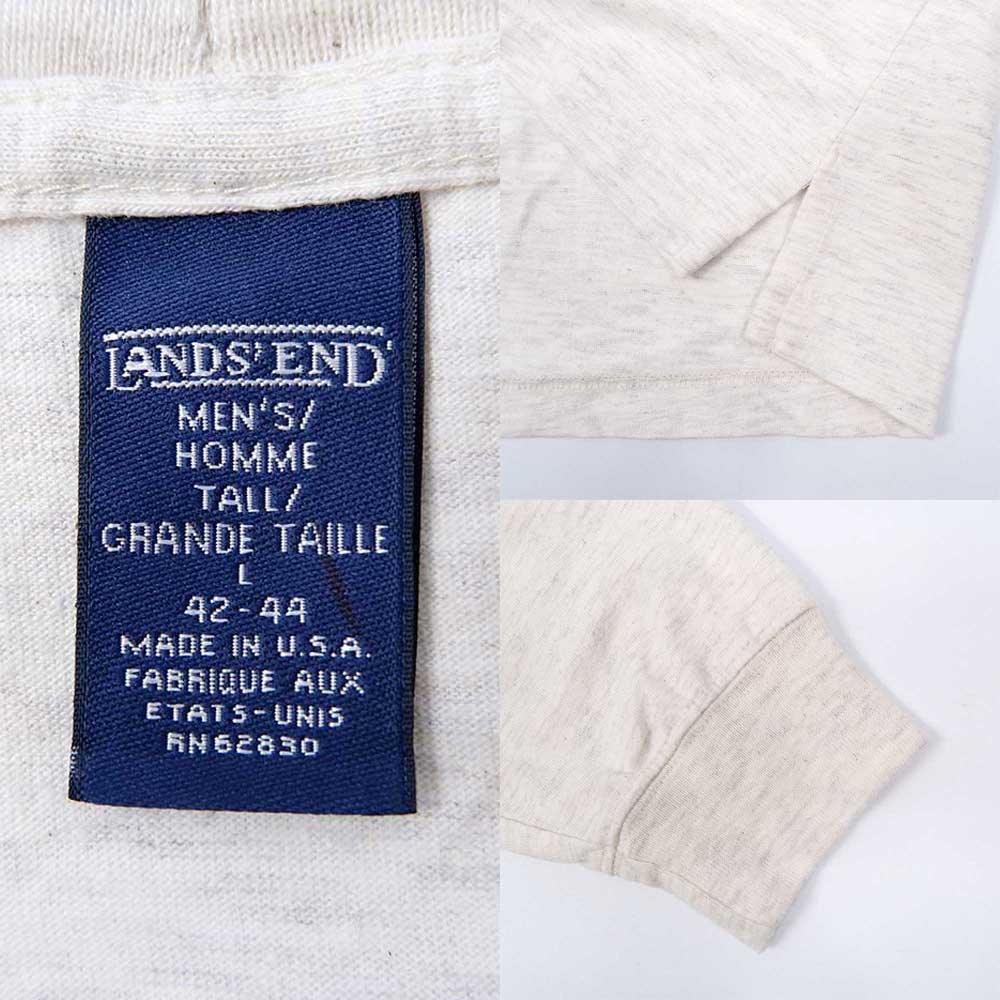 LANDS' END'
MEN'S/
HOMME
TALL/
GRANDE TAILLE
L
42-44
MADE IN U.S.A.
FABRIQUE AUX
ETATS-UNIS
RN62830